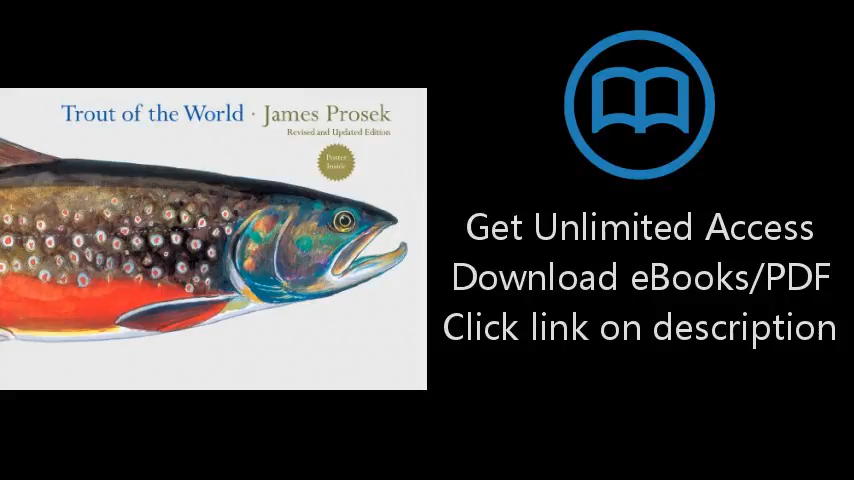 Trout of the World · James Prosek
Revised and Updated Edition
Poster
Inside
Get Unlimited Access
Download eBooks/PDF
Click link on description